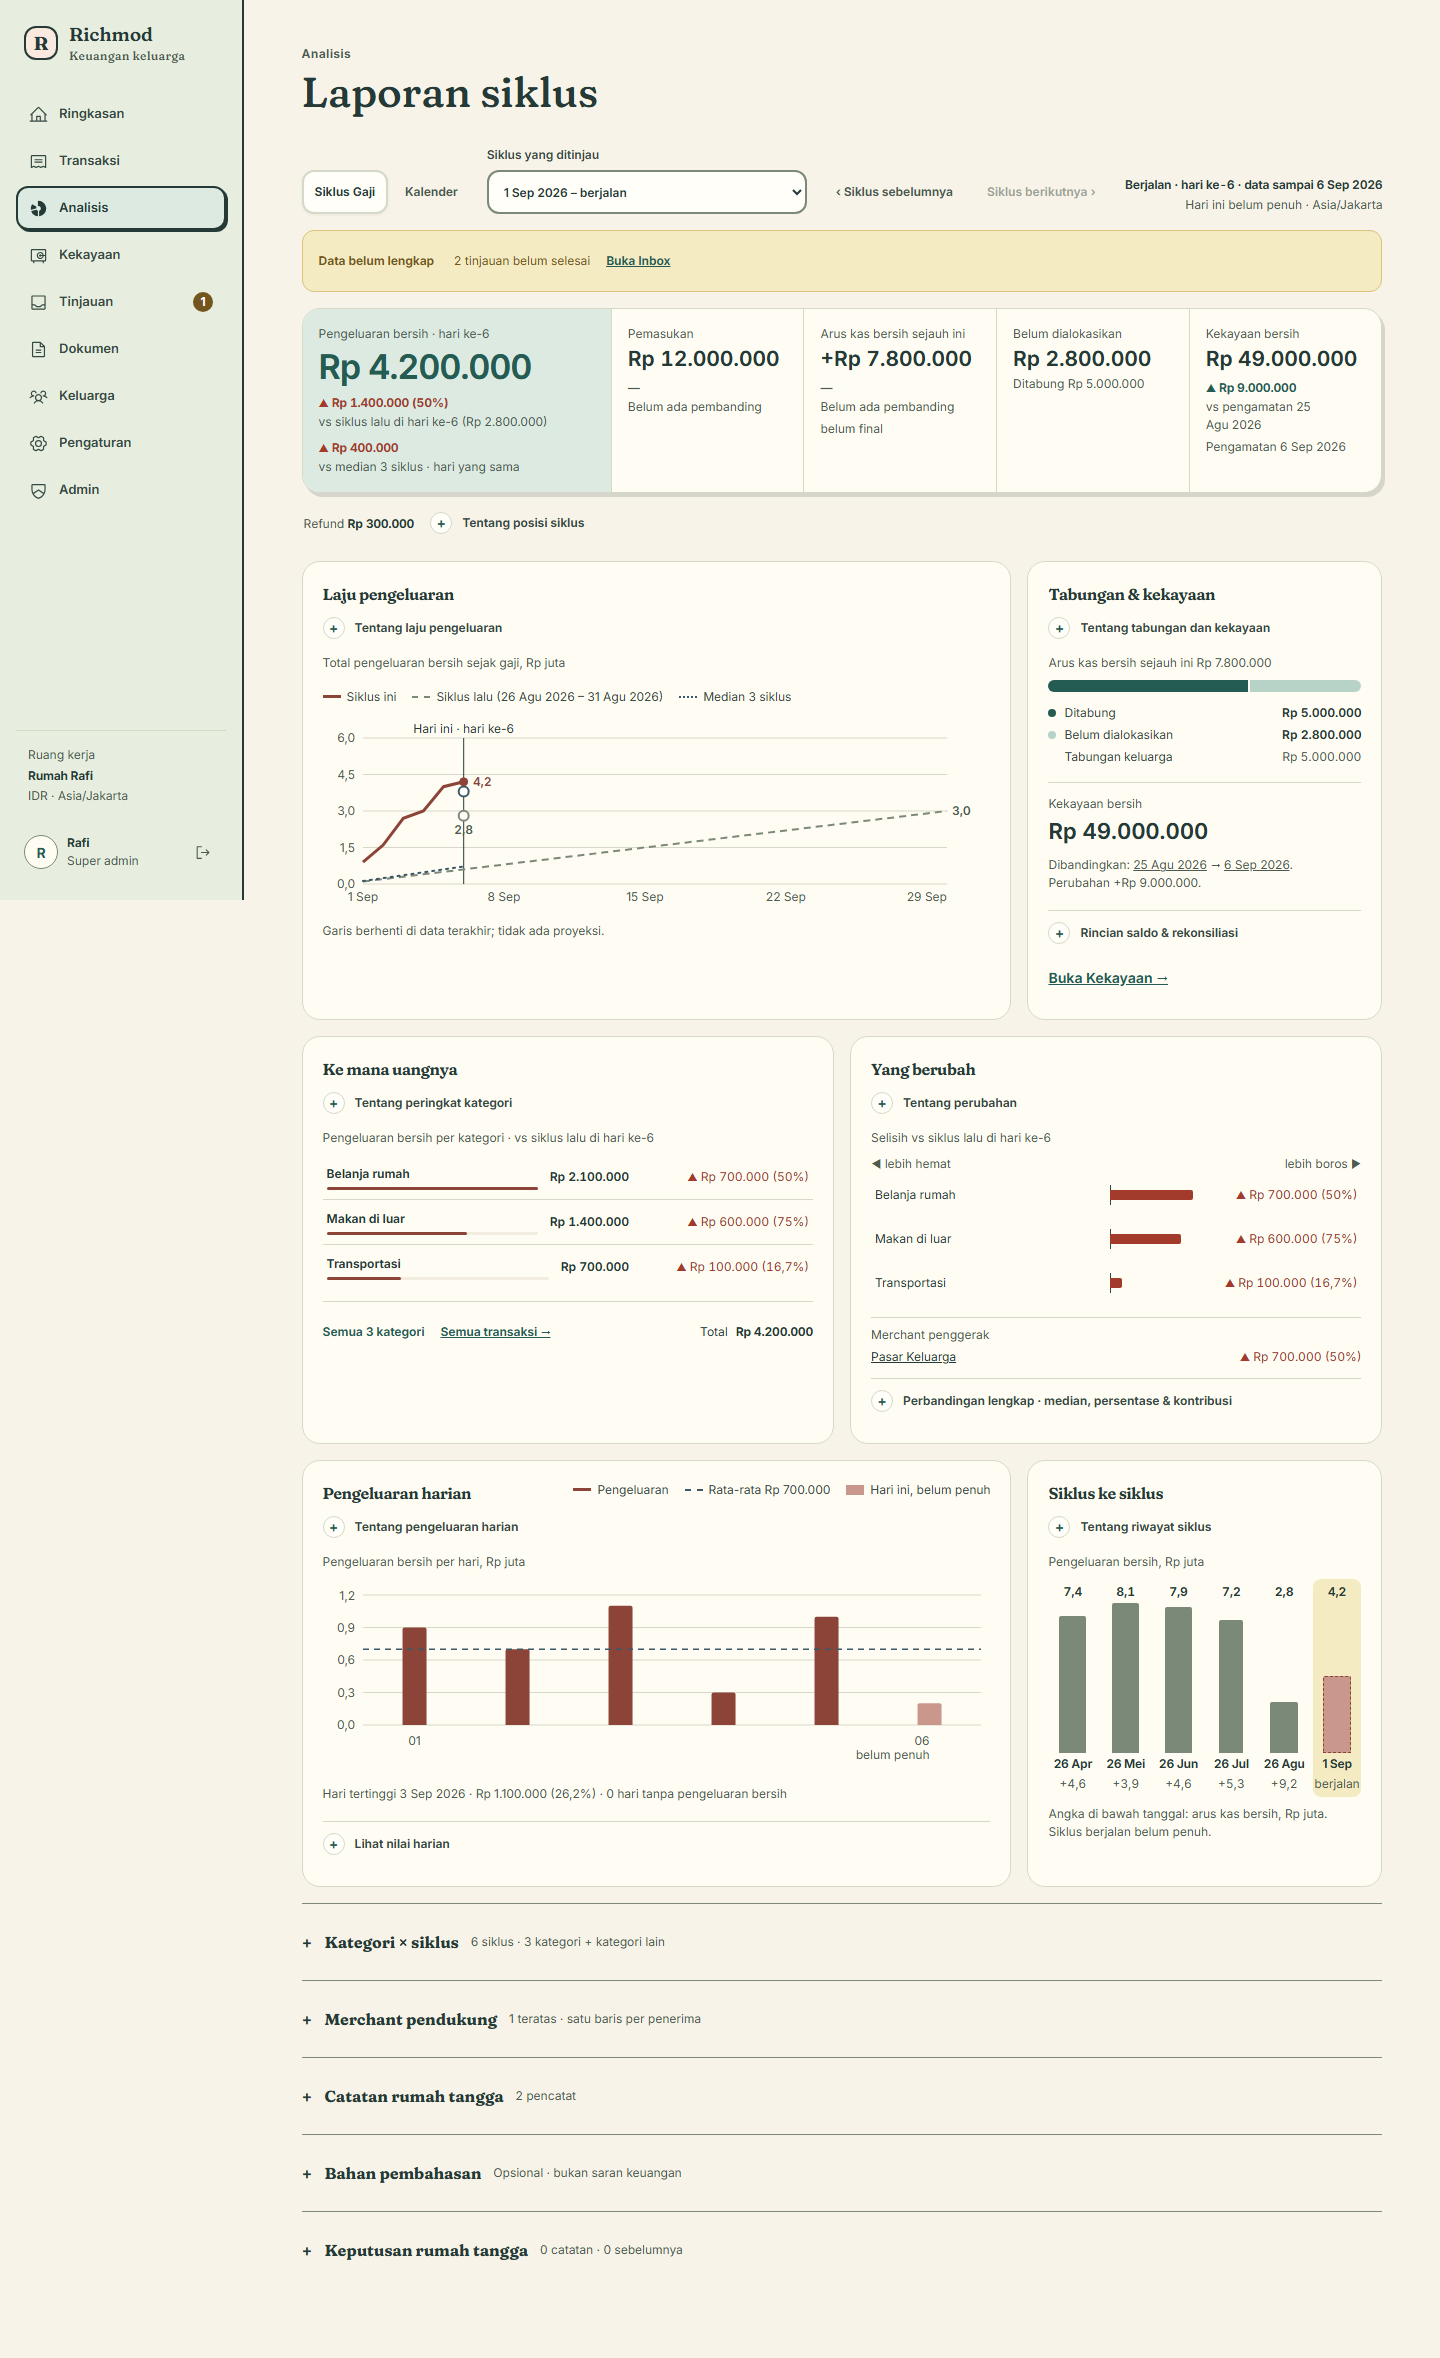 R
Richmod
Keuangan keluarga
Ringkasan
Transaksi
Analisis
Kekayaan
Tinjauan 1
Dokumen
Keluarga
Pengaturan
Admin
Ruang kerja
Rumah Rafi
IDR · Asia/Jakarta
R
Rafi
Super admin
Analisis
Laporan siklus
Siklus yang ditinjau
Siklus Gaji
Kalender
1 Sep 2026 – berjalan
‹ Siklus sebelumnya
Siklus berikutnya ›
Berjalan · hari ke-6 · data sampai 6 Sep 2026
Hari ini belum penuh · Asia/Jakarta
Data belum lengkap 2 tinjauan belum selesai Buka Inbox
Pengeluaran bersih · hari ke-6
Rp 4.200.000
▲ Rp 1.400.000 (50%)
vs siklus lalu di hari ke-6 (Rp 2.800.000)
▲ Rp 400.000
vs median 3 siklus · hari yang sama
Pemasukan
Rp 12.000.000
—
Belum ada pembanding
Arus kas bersih sejauh ini
+Rp 7.800.000
—
Belum ada pembanding
belum final
Belum dialokasikan
Rp 2.800.000
Ditabung Rp 5.000.000
Kekayaan bersih
Rp 49.000.000
▲ Rp 9.000.000
vs pengamatan 25
Agu 2026
Pengamatan 6 Sep 2026
Refund Rp 300.000
+ Tentang posisi siklus
Laju pengeluaran
+ Tentang laju pengeluaran
Total pengeluaran bersih sejak gaji, Rp juta
Siklus ini Siklus lalu (26 Agu 2026 – 31 Agu 2026) Median 3 siklus
Hari ini · hari ke-6
6,0
4,5
3,0
1,5
0,0
4,2
2,8
3,0
1 Sep 8 Sep 15 Sep 22 Sep 29 Sep
Garis berhenti di data terakhir; tidak ada proyeksi.
Tabungan & kekayaan
+ Tentang tabungan dan kekayaan
Arus kas bersih sejauh ini Rp 7.800.000
Ditabung Rp 5.000.000
Belum dialokasikan Rp 2.800.000
Tabungan keluarga Rp 5.000.000
Kekayaan bersih
Rp 49.000.000
Dibandingkan: 25 Agu 2026 → 6 Sep 2026.
Perubahan +Rp 9.000.000.
+ Rincian saldo & rekonsiliasi
Buka Kekayaan →
Ke mana uangnya
+ Tentang peringkat kategori
Pengeluaran bersih per kategori · vs siklus lalu di hari ke-6
Belanja rumah Rp 2.100.000 ▲ Rp 700.000 (50%)
Makan di luar Rp 1.400.000 ▲ Rp 600.000 (75%)
Transportasi Rp 700.000 ▲ Rp 100.000 (16,7%)
Semua 3 kategori Semua transaksi → Total Rp 4.200.000
Yang berubah
+ Tentang perubahan
Selisih vs siklus lalu di hari ke-6
◀ lebih hemat lebih boros ▶
Belanja rumah ▲ Rp 700.000 (50%)
Makan di luar ▲ Rp 600.000 (75%)
Transportasi ▲ Rp 100.000 (16,7%)
Merchant penggerak
Pasar Keluarga ▲ Rp 700.000 (50%)
+ Perbandingan lengkap · median, persentase & kontribusi
Pengeluaran harian
Pengeluaran Rata-rata Rp 700.000 Hari ini, belum penuh
+ Tentang pengeluaran harian
Pengeluaran bersih per hari, Rp juta
1,2
0,9
0,6
0,3
0,0
01 06
belum penuh
Hari tertinggi 3 Sep 2026 · Rp 1.100.000 (26,2%) · 0 hari tanpa pengeluaran bersih
+ Lihat nilai harian
Siklus ke siklus
+ Tentang riwayat siklus
Pengeluaran bersih, Rp juta
7,4 8,1 7,9 7,2 2,8 4,2
26 Apr 26 Mei 26 Jun 26 Jul 26 Agu 1 Sep
+4,6 +3,9 +4,6 +5,3 +9,2 berjalan
Angka di bawah tanggal: arus kas bersih, Rp juta.
Siklus berjalan belum penuh.
+ Kategori × siklus 6 siklus · 3 kategori + kategori lain
+ Merchant pendukung 1 teratas · satu baris per penerima
+ Catatan rumah tangga 2 pencatat
+ Bahan pembahasan Opsional · bukan saran keuangan
+ Keputusan rumah tangga 0 catatan · 0 sebelumnya